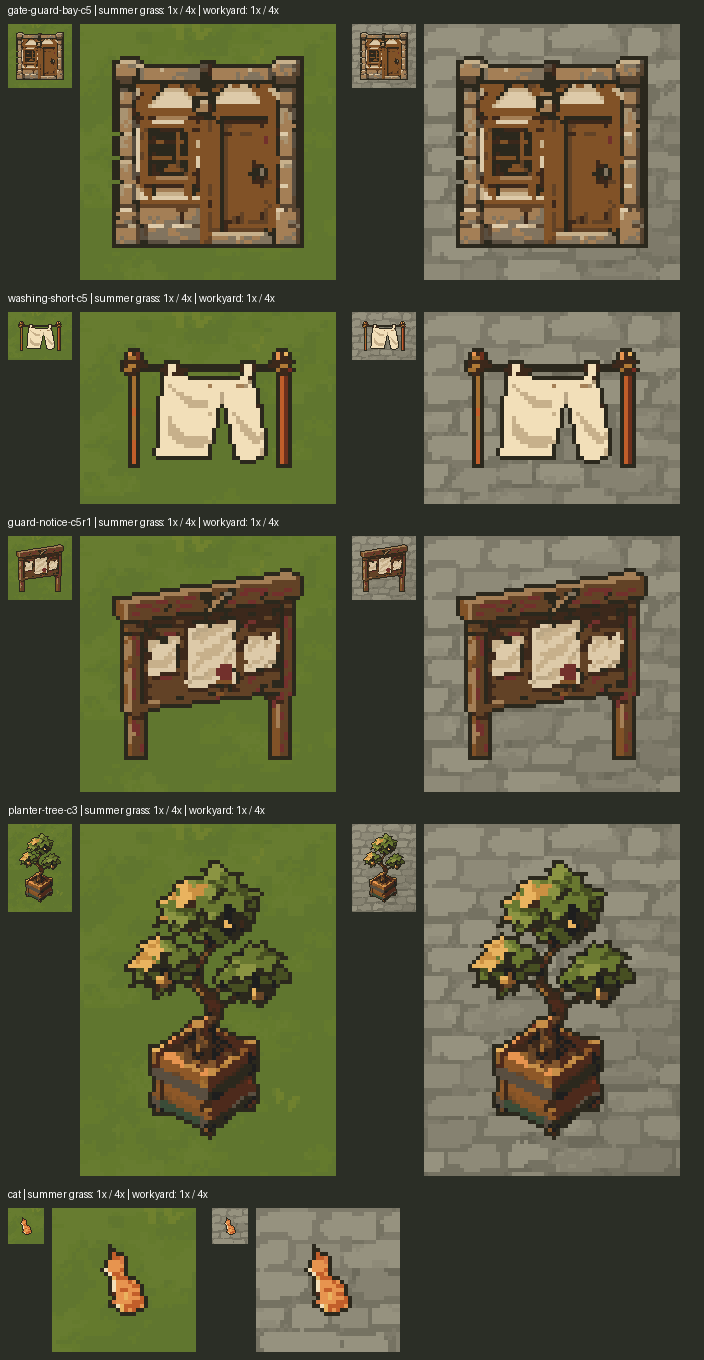 gate-guard-bay-c5 | summer grass: 1x / 4x | workyard: 1x / 4x
washing-short-c5 | summer grass: 1x / 4x | workyard: 1x / 4x
guard-notice-c5r1 | summer grass: 1x / 4x | workyard: 1x / 4x
planter-tree-c3 | summer grass: 1x / 4x | workyard: 1x / 4x
cat | summer grass: 1x / 4x | workyard: 1x / 4x